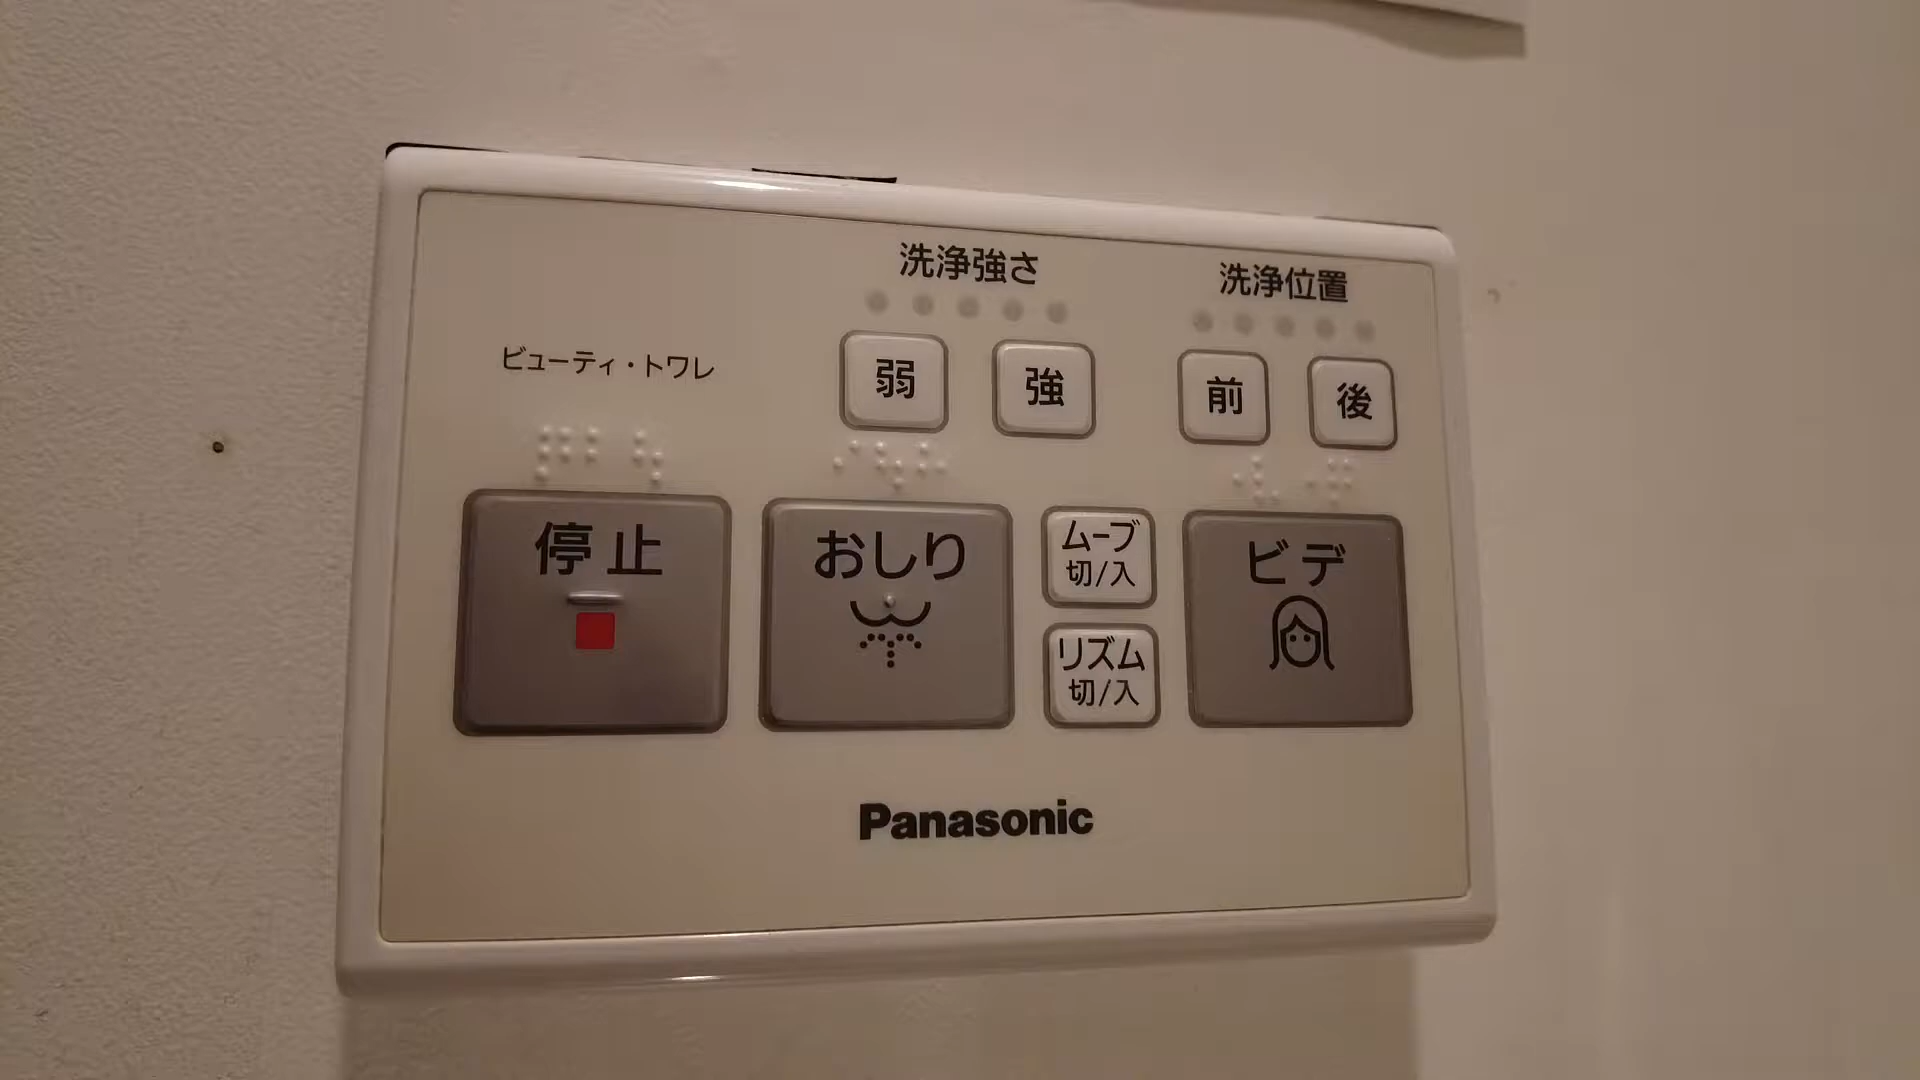 洗浄強さ
洗浄位置
ビューティ・トワレ
弱
強
前
後
停止
おしり
ムーブ
切/入
リズム
切/入
ビデ
Panasonic